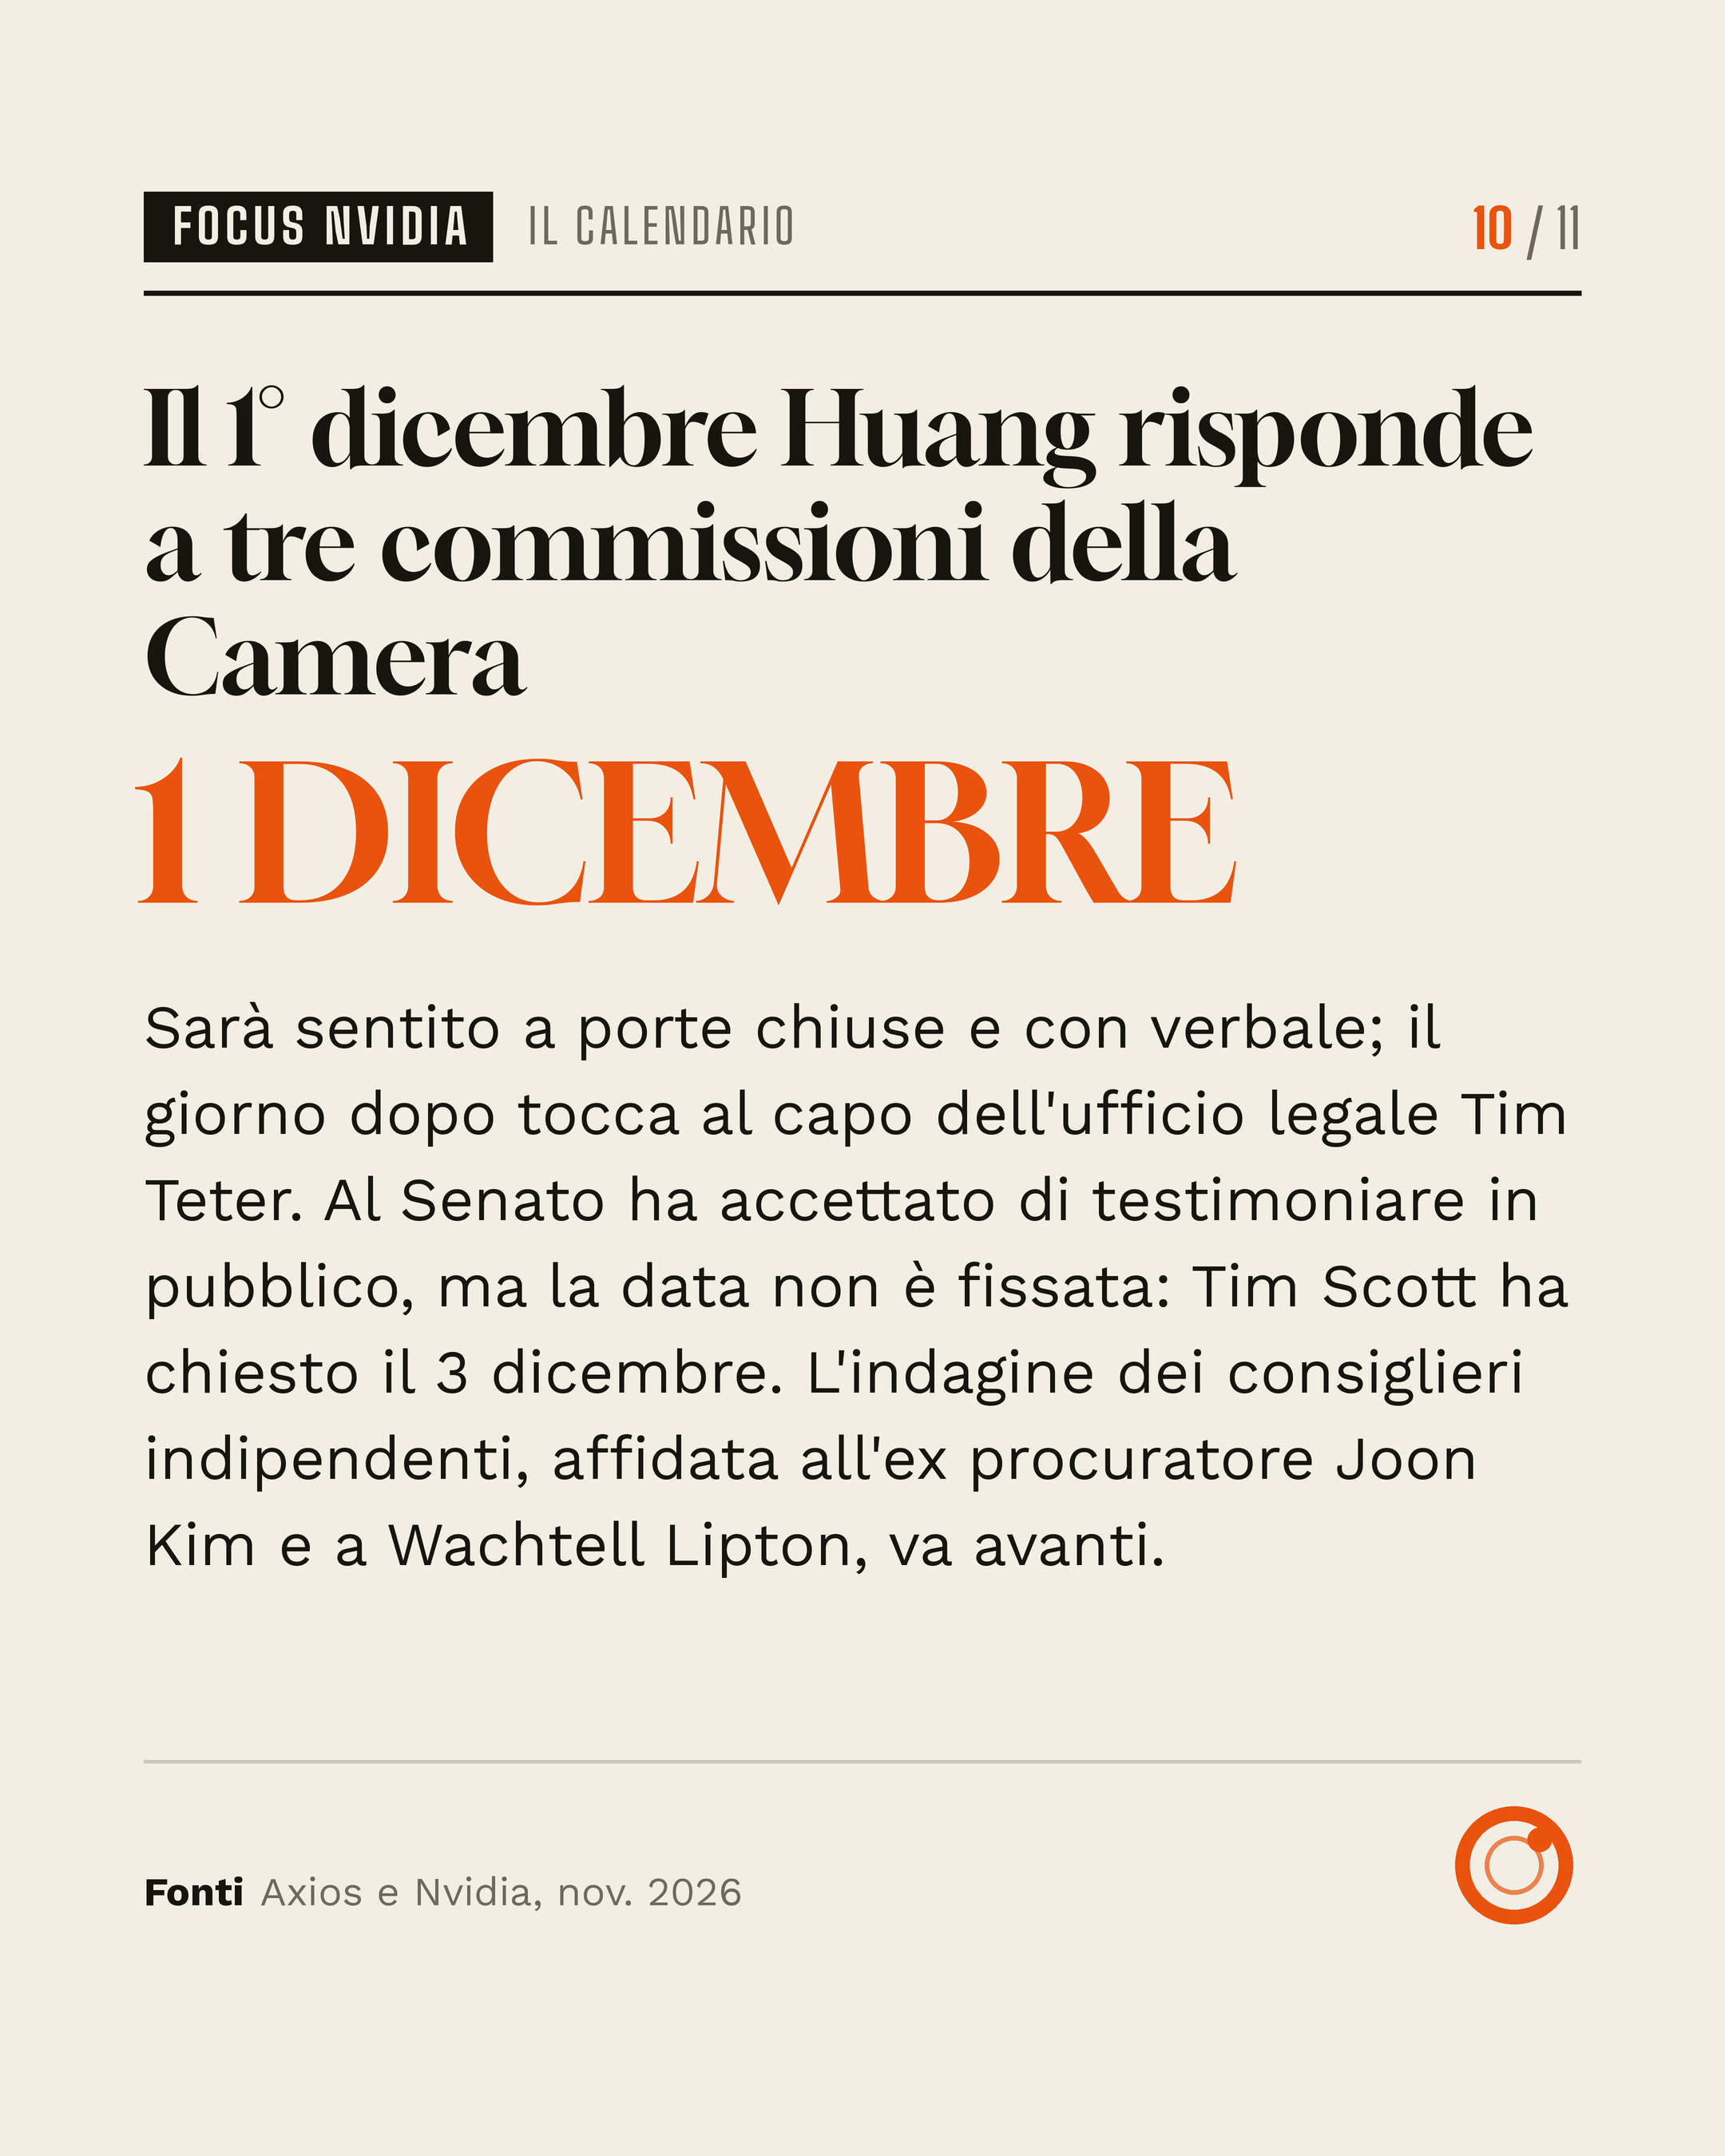 FOCUS NVIDIA IL CALENDARIO 10 / 11
Il 1° dicembre Huang risponde
a tre commissioni della
Camera
1 DICEMBRE
Sarà sentito a porte chiuse e con verbale; il
giorno dopo tocca al capo dell'ufficio legale Tim
Teter. Al Senato ha accettato di testimoniare in
pubblico, ma la data non è fissata: Tim Scott ha
chiesto il 3 dicembre. L'indagine dei consiglieri
indipendenti, affidata all'ex procuratore Joon
Kim e a Wachtell Lipton, va avanti.
Fonti Axios e Nvidia, nov. 2026